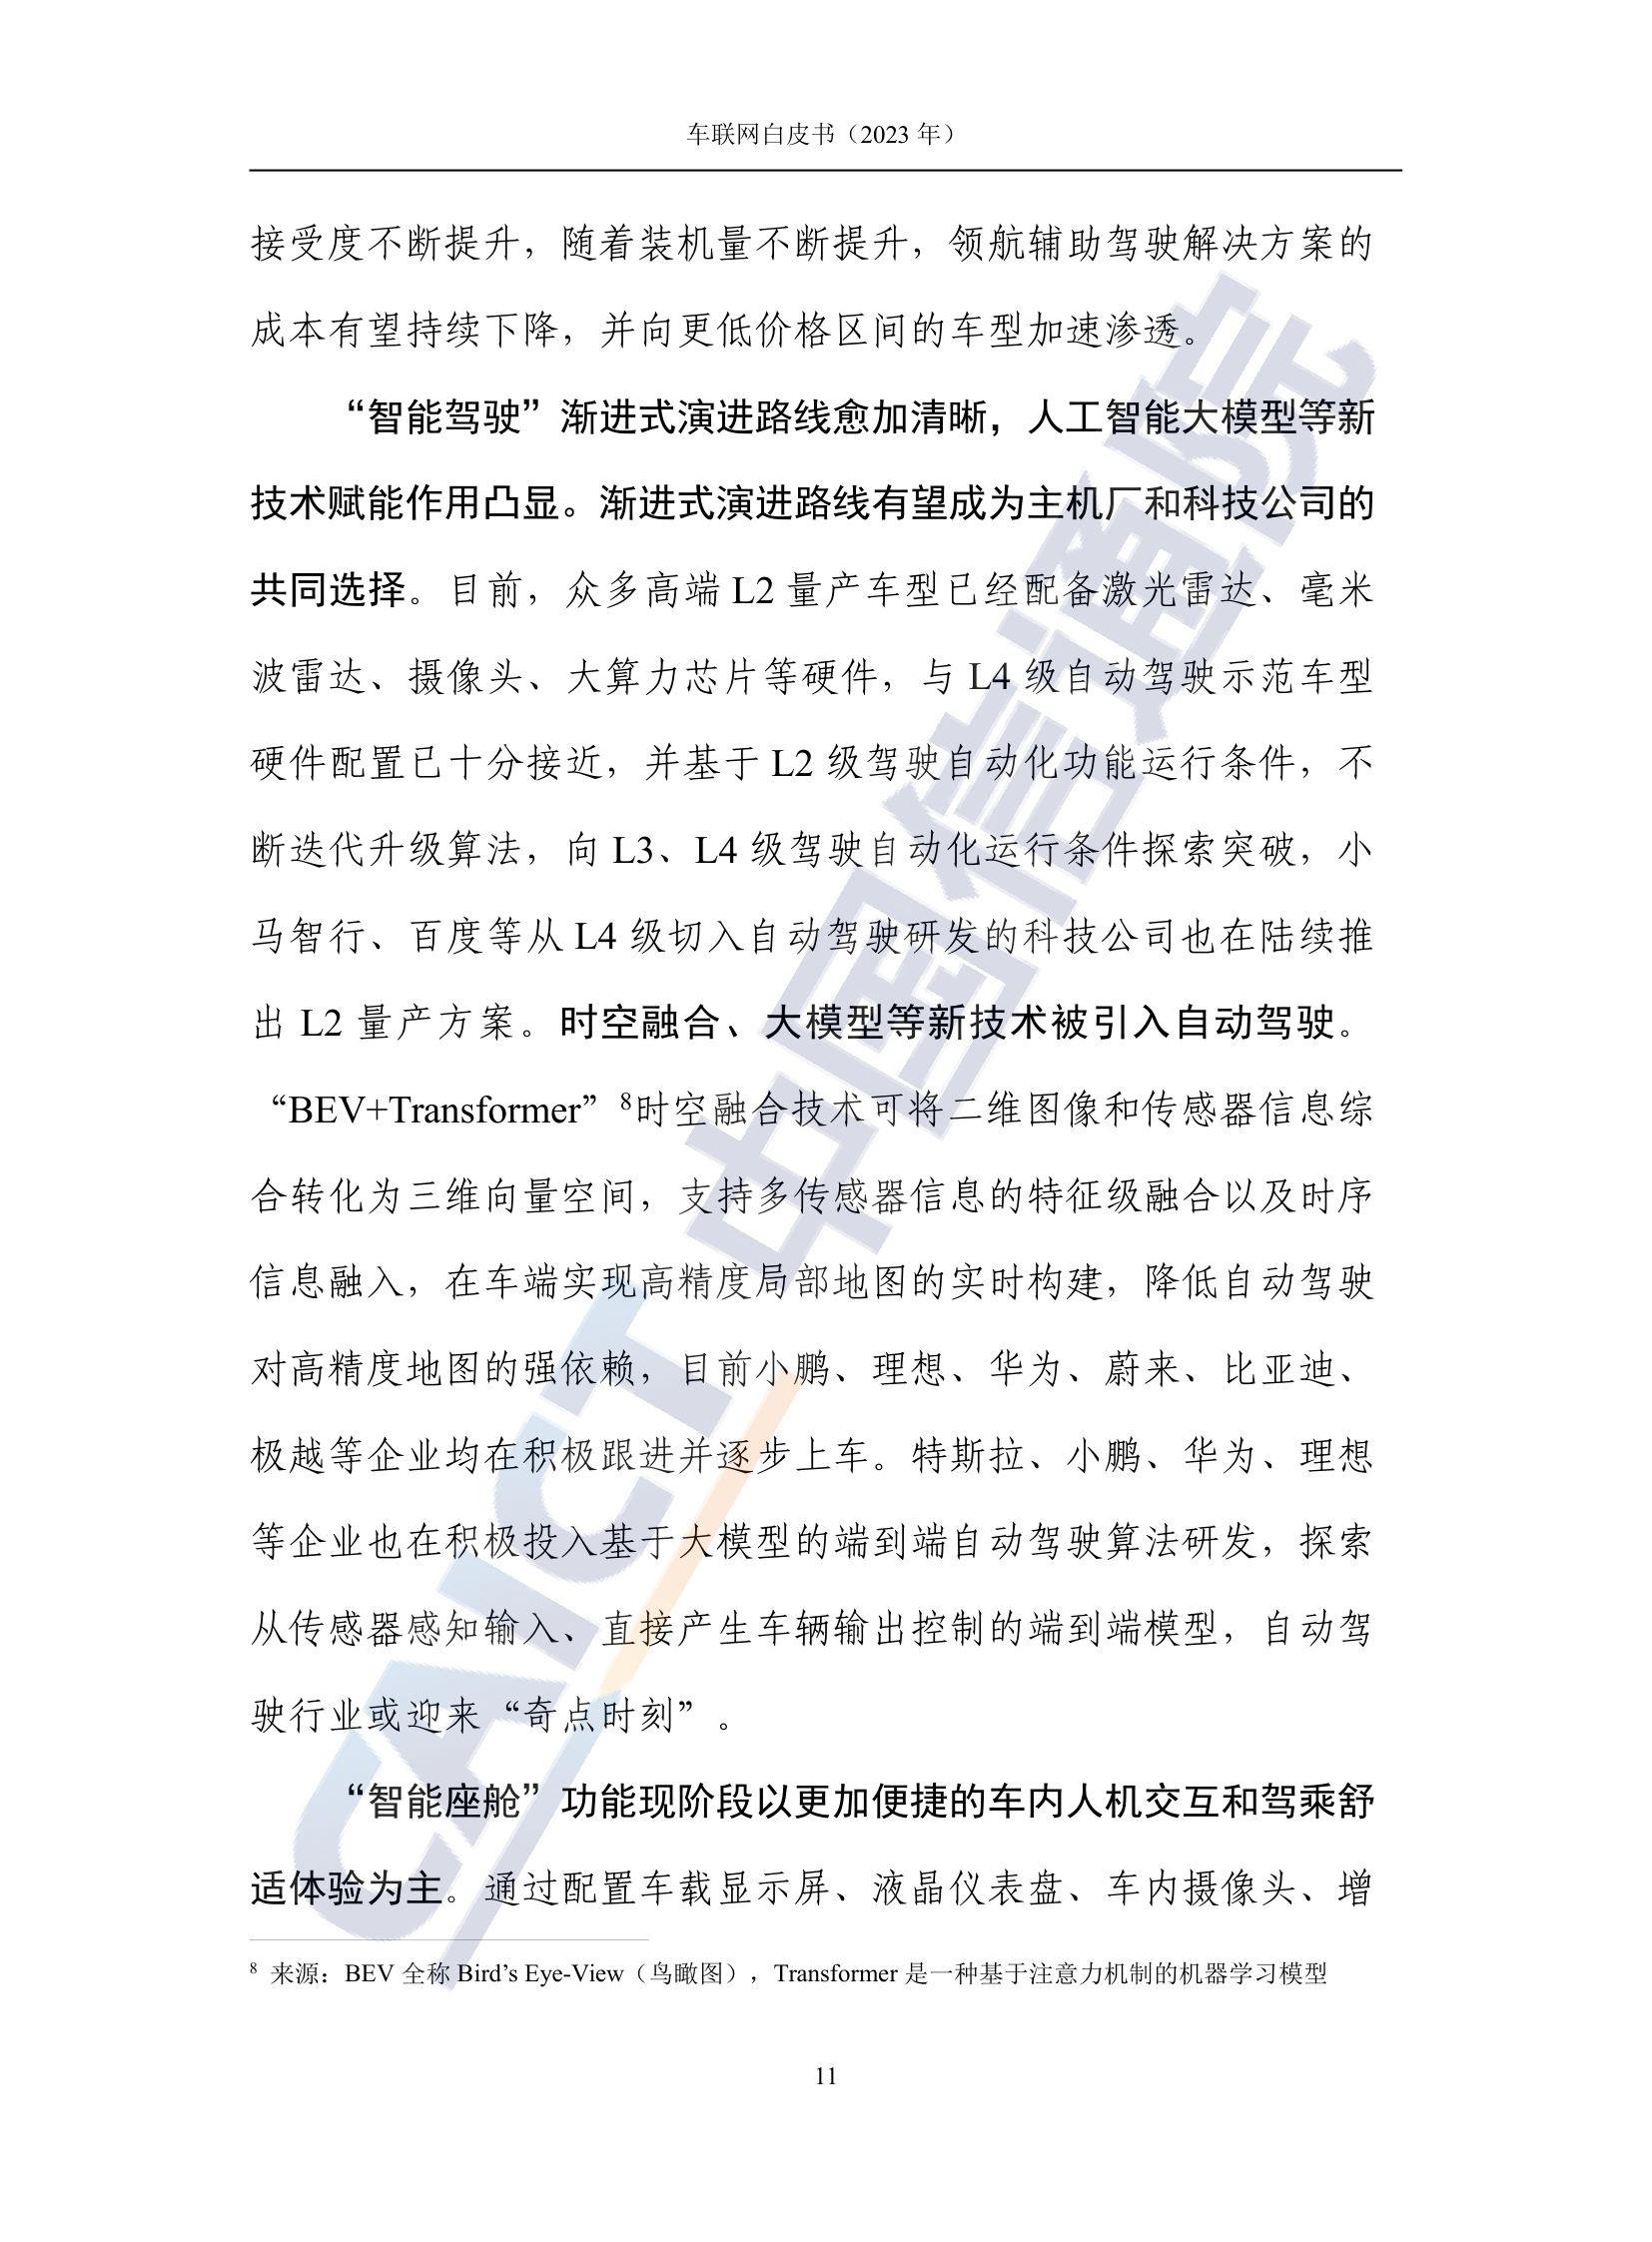 车联网白皮书（2023 年）
接受度不断提升，随着装机量不断提升，领航辅助驾驶解决方案的
成本有望持续下降，并向更低价格区间的车型加速渗透。
“智能驾驶”渐进式演进路线愈加清晰，人工智能大模型等新
技术赋能作用凸显。渐进式演进路线有望成为主机厂和科技公司的
共同选择。目前，众多高端 L2 量产车型已经配备激光雷达、毫米
波雷达、摄像头、大算力芯片等硬件，与 L4 级自动驾驶示范车型
硬件配置已十分接近，并基于 L2 级驾驶自动化功能运行条件，不
断迭代升级算法，向 L3、L4 级驾驶自动化运行条件探索突破，小
马智行、百度等从 L4 级切入自动驾驶研发的科技公司也在陆续推
出 L2 量产方案。时空融合、大模型等新技术被引入自动驾驶。
“BEV+Transformer”⁸时空融合技术可将二维图像和传感器信息综
合转化为三维向量空间，支持多传感器信息的特征级融合以及时序
信息融入，在车端实现高精度局部地图的实时构建，降低自动驾驶
对高精度地图的强依赖，目前小鹏、理想、华为、蔚来、比亚迪、
极越等企业均在积极跟进并逐步上车。特斯拉、小鹏、华为、理想
等企业也在积极投入基于大模型的端到端自动驾驶算法研发，探索
从传感器感知输入、直接产生车辆输出控制的端到端模型，自动驾
驶行业或迎来“奇点时刻”。
“智能座舱”功能现阶段以更加便捷的车内人机交互和驾乘舒
适体验为主。通过配置车载显示屏、液晶仪表盘、车内摄像头、增
⁸ 来源：BEV 全称 Bird’s Eye-View（鸟瞰图），Transformer 是一种基于注意力机制的机器学习模型
11
CAICT 中国信通院